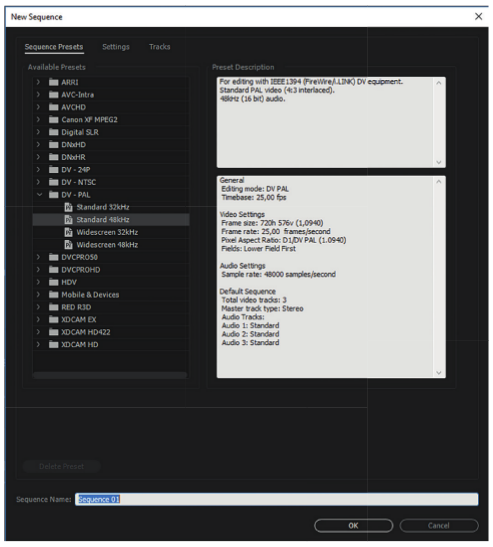 New Sequence
Sequence Presets Settings Tracks
Available Presets
ARRI
AVC-Intra
AVCHD
Canon XF MPEG2
Digital SLR
DNxHD
DNxHR
DV - 24P
DV - NTSC
DV - PAL
Standard 32kHz
Standard 48kHz
Widescreen 32kHz
Widescreen 48kHz
DVCPRO50
DVCPROHD
HDV
Mobile & Devices
RED R3D
XDCAM EX
XDCAM HD422
XDCAM HD
Preset Description
For editing with IEEE1394 (FireWire/i.LINK) DV equipment.
Standard PAL video (4:3 interlaced).
48kHz (16 bit) audio.
General
Editing mode: DV PAL
Timebase: 25,00 fps
Video Settings
Frame size: 720h 576v (1,0940)
Frame rate: 25,00 frames/second
Pixel Aspect Ratio: D1/DV PAL (1.0940)
Fields: Lower Field First
Audio Settings
Sample rate: 48000 samples/second
Default Sequence
Total video tracks: 3
Master track type: Stereo
Audio Tracks:
Audio 1: Standard
Audio 2: Standard
Audio 3: Standard
Delete Preset
Sequence Name: Sequence 01
OK Cancel